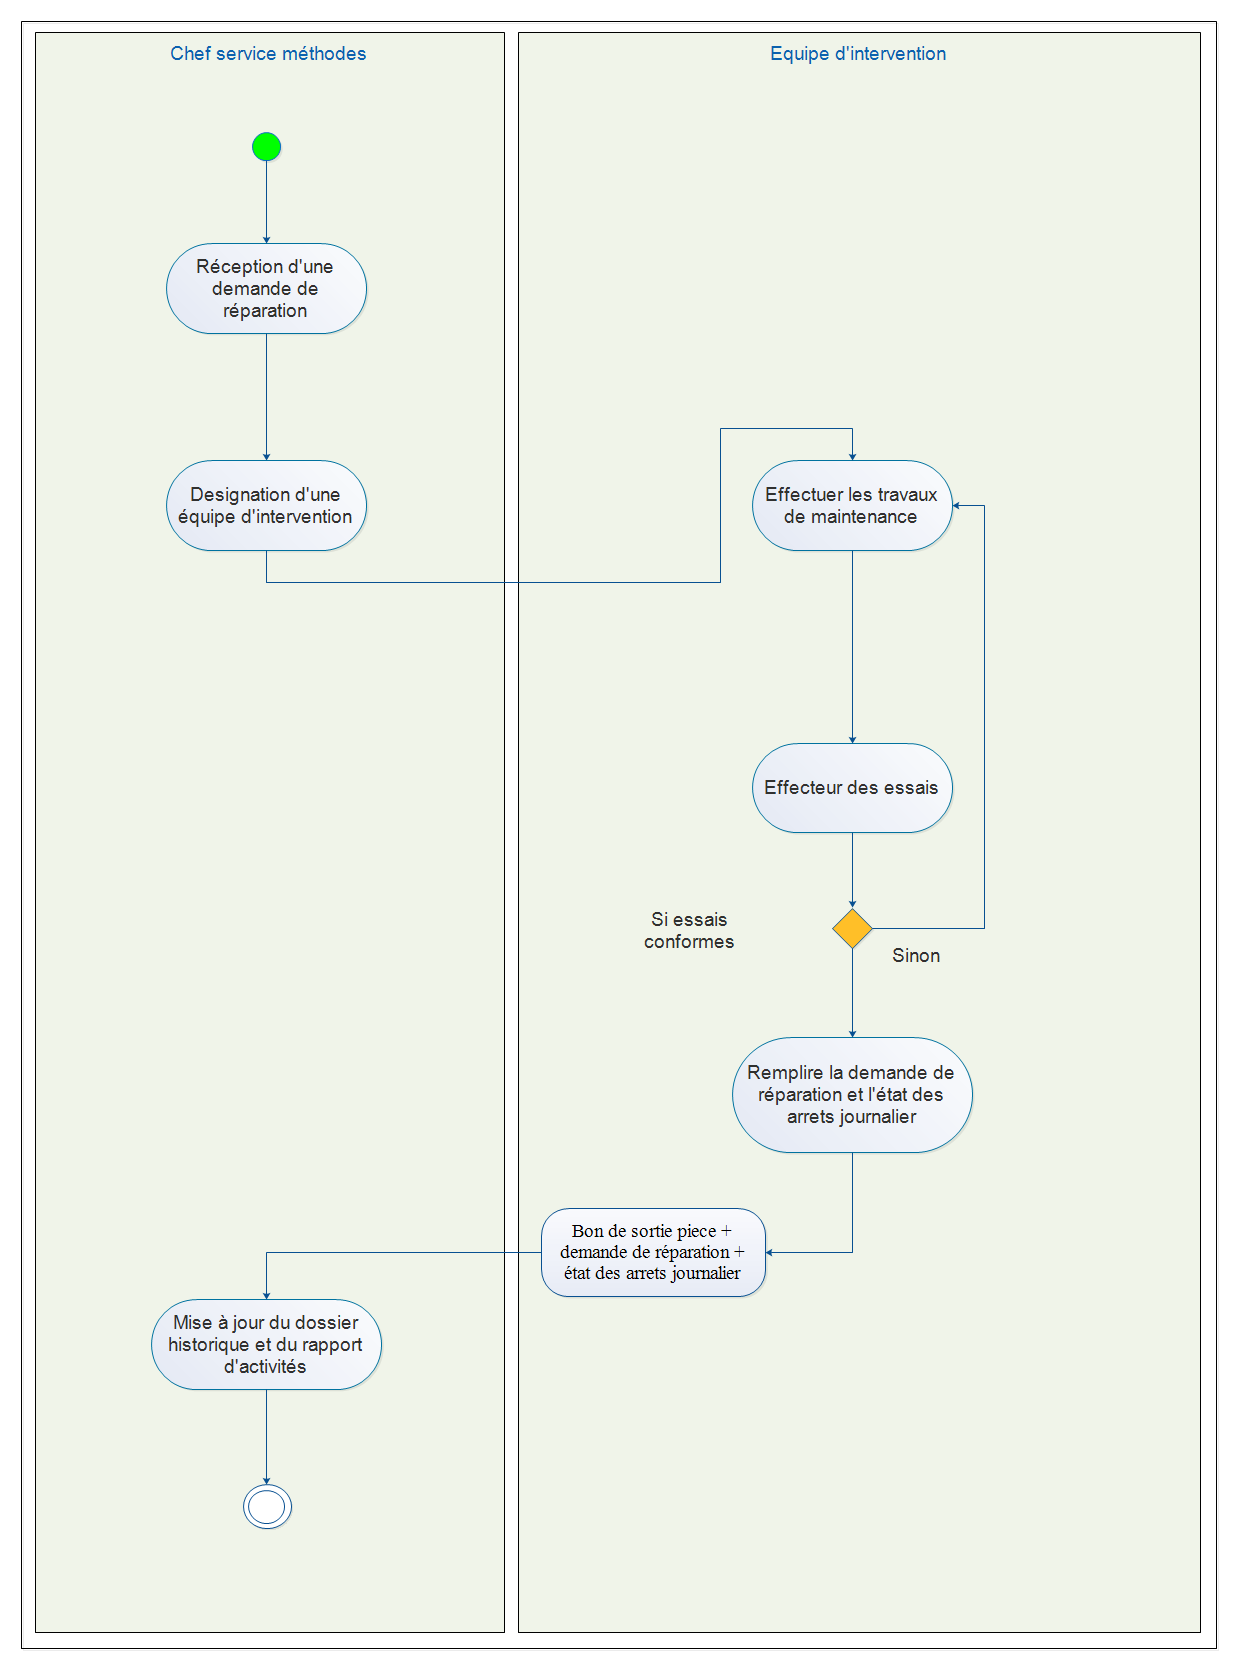 Chef service méthodes
Equipe d'intervention
Réception d'une
demande de
réparation
Designation d'une
équipe d'intervention
Effectuer les travaux
de maintenance
Effecteur des essais
Si essais
conformes
Sinon
Remplire la demande de
réparation et l'état des
arrets journalier
Bon de sortie piece +
demande de réparation +
état des arrets journalier
Mise à jour du dossier
historique et du rapport
d'activités